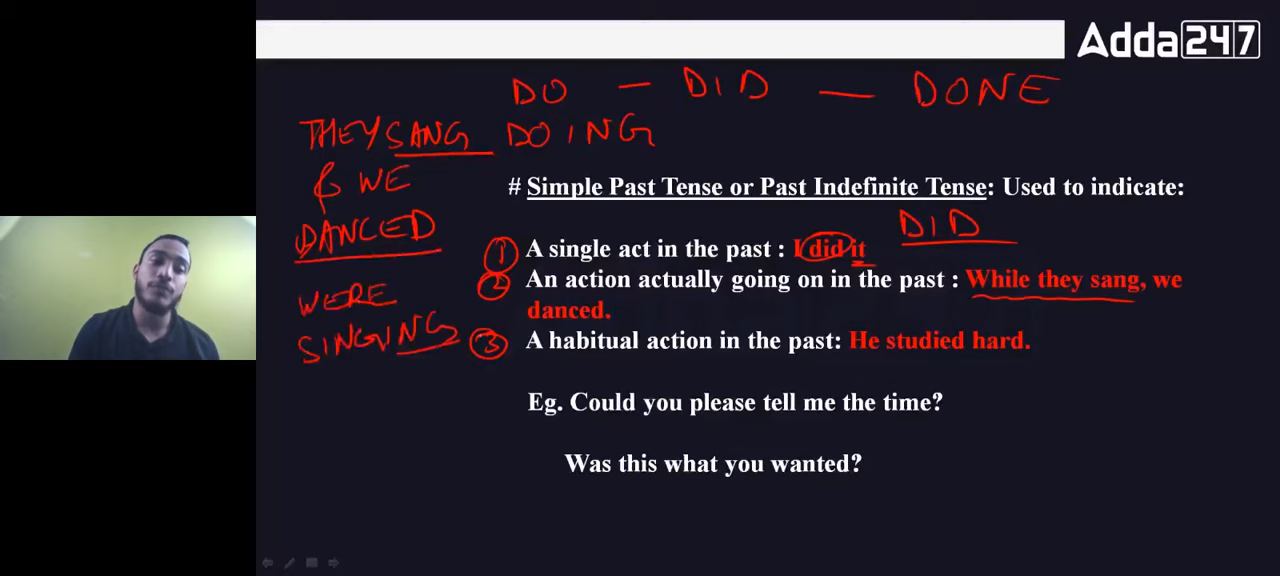 Adda247
DO — DID — DONE
THEY SANG DOING
& WE
# Simple Past Tense or Past Indefinite Tense: Used to indicate:
DID
DANCED
1 A single act in the past : I did it
2 An action actually going on in the past : While they sang, we
danced.
WERE
SINGING
3 A habitual action in the past: He studied hard.
Eg. Could you please tell me the time?
Was this what you wanted?